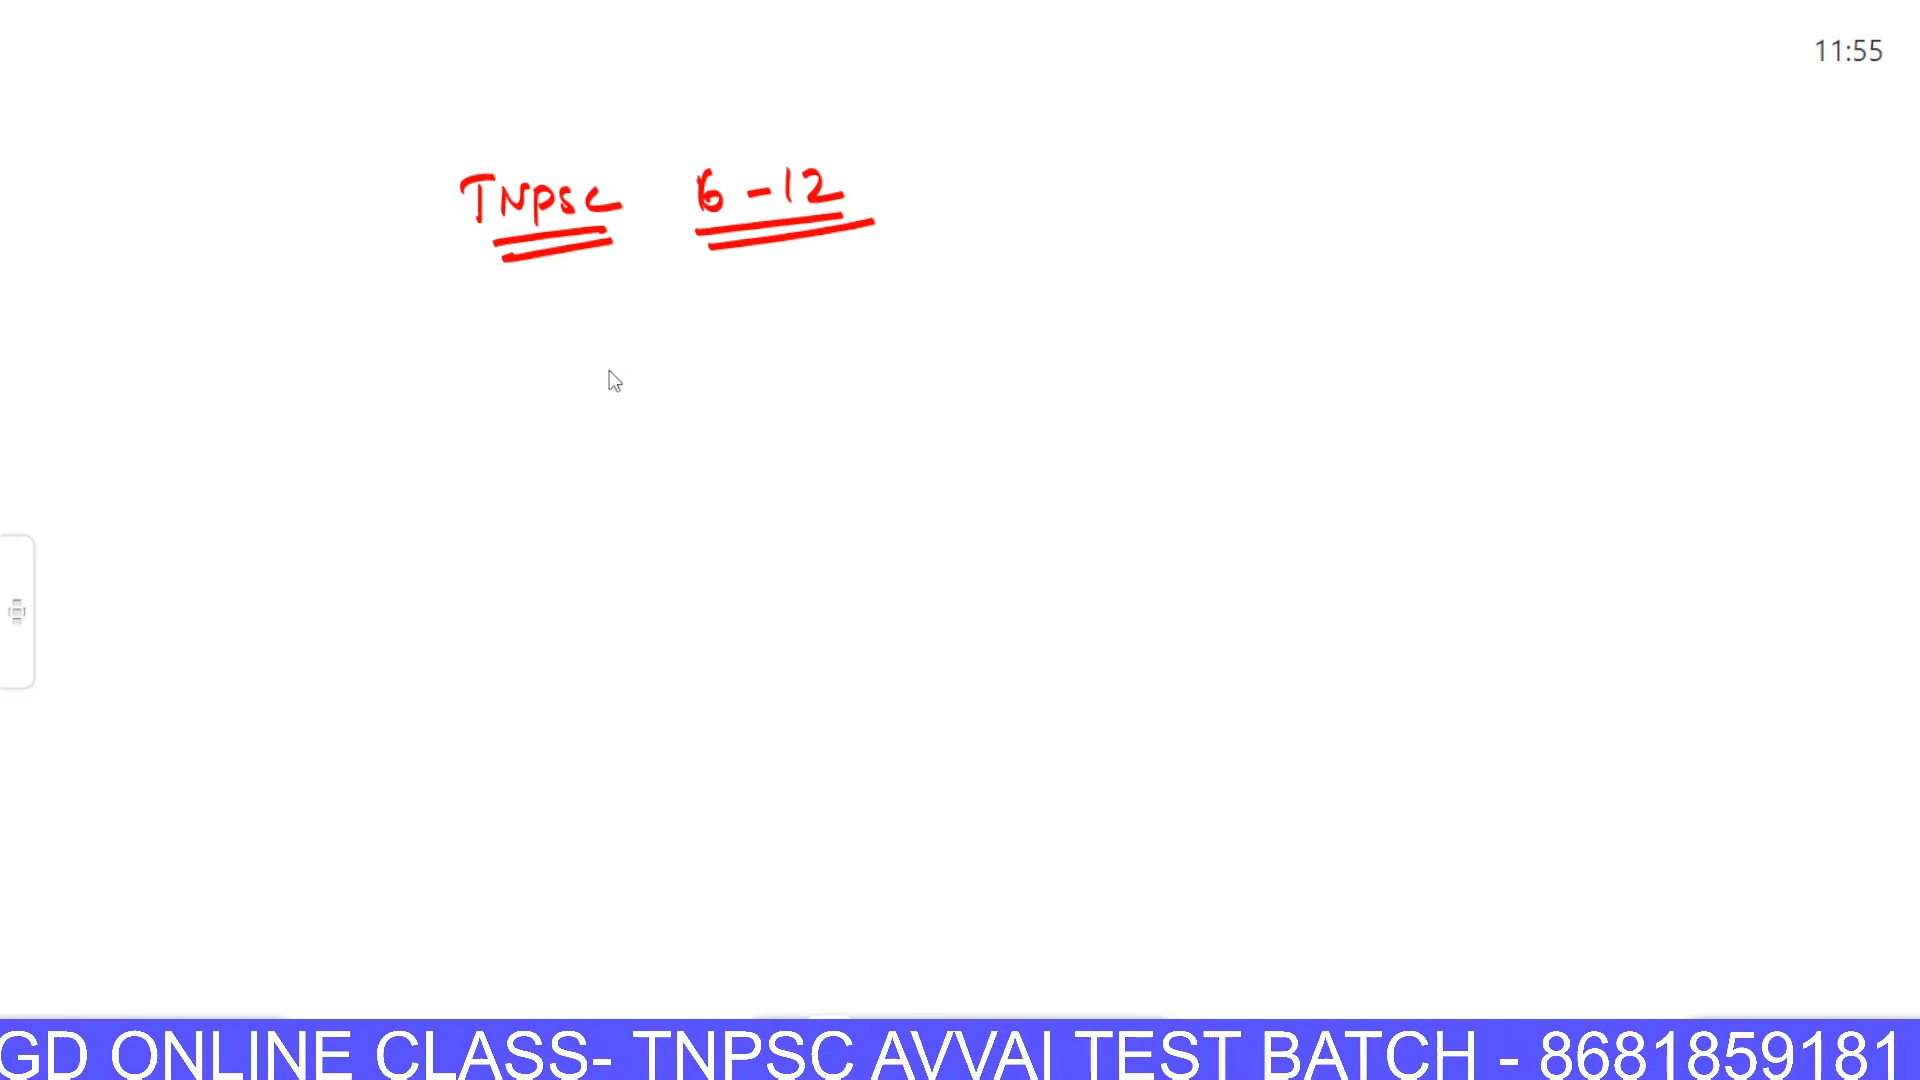 11:55
TNPSC 6-12
GD ONLINE CLASS- TNPSC AVVAI TEST BATCH - 8681859181